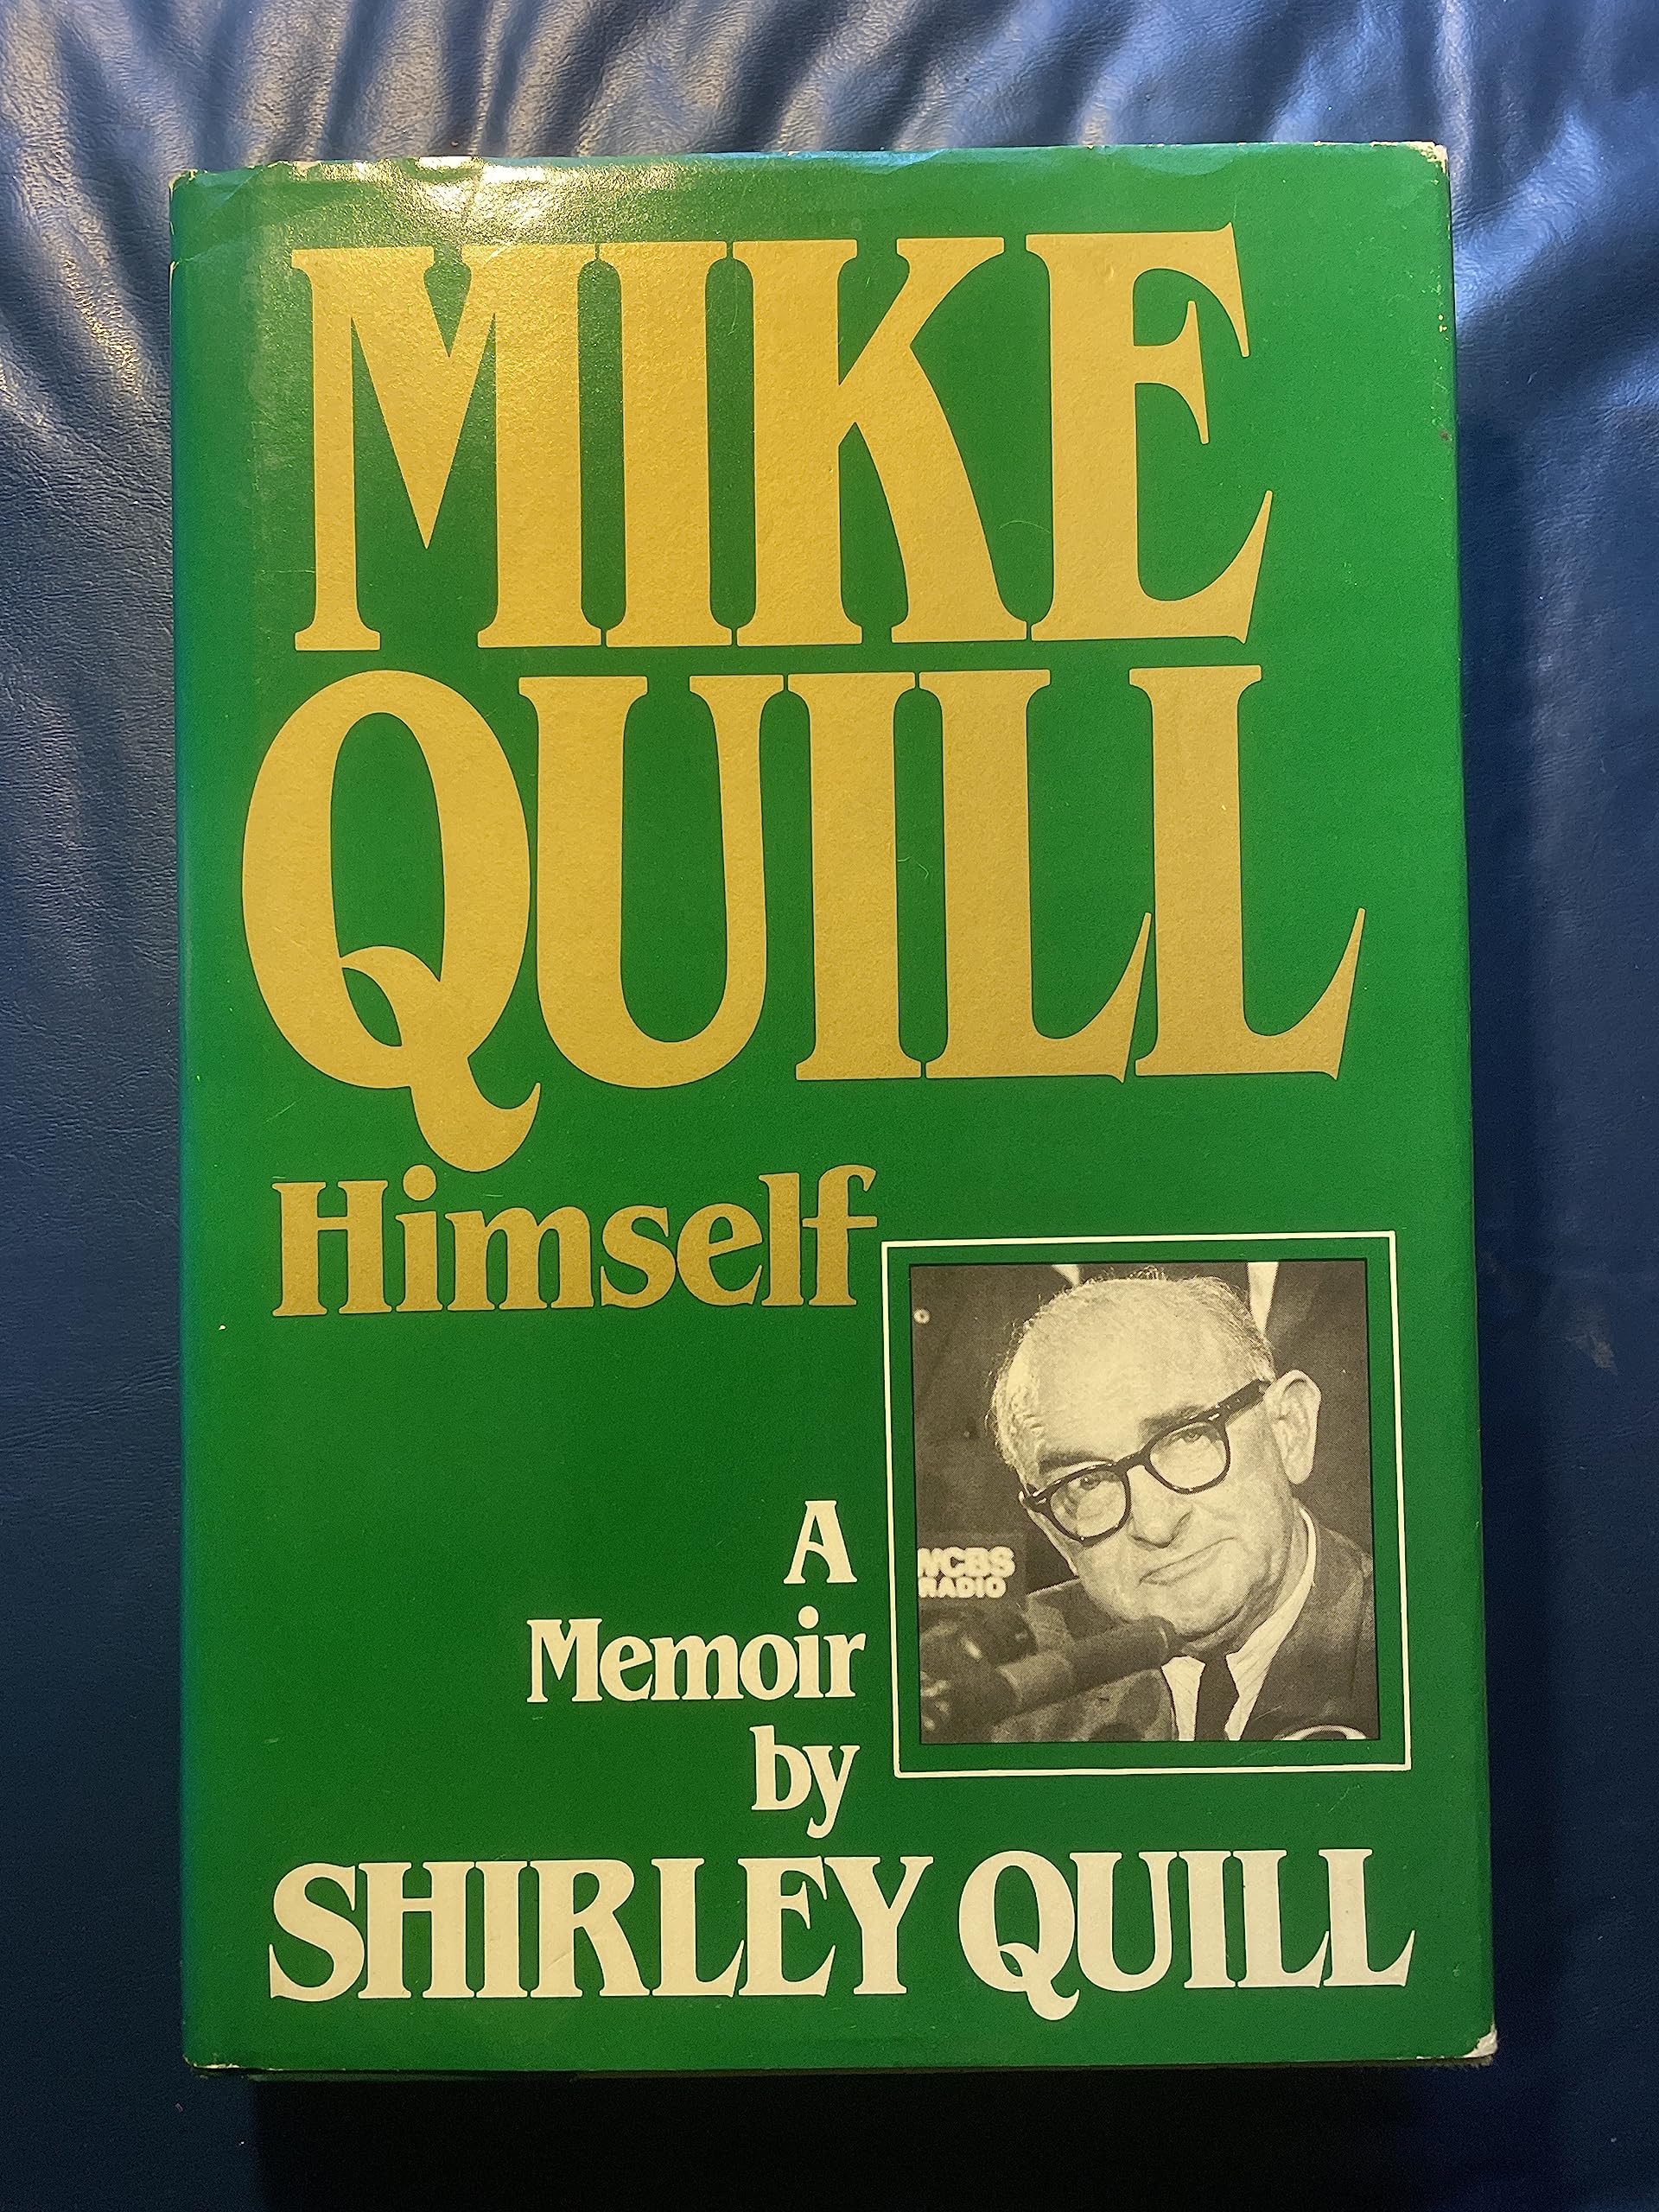 MIKE
QUILL
Himself
WCBS
RADIO
A
Memoir
by
SHIRLEY QUILL